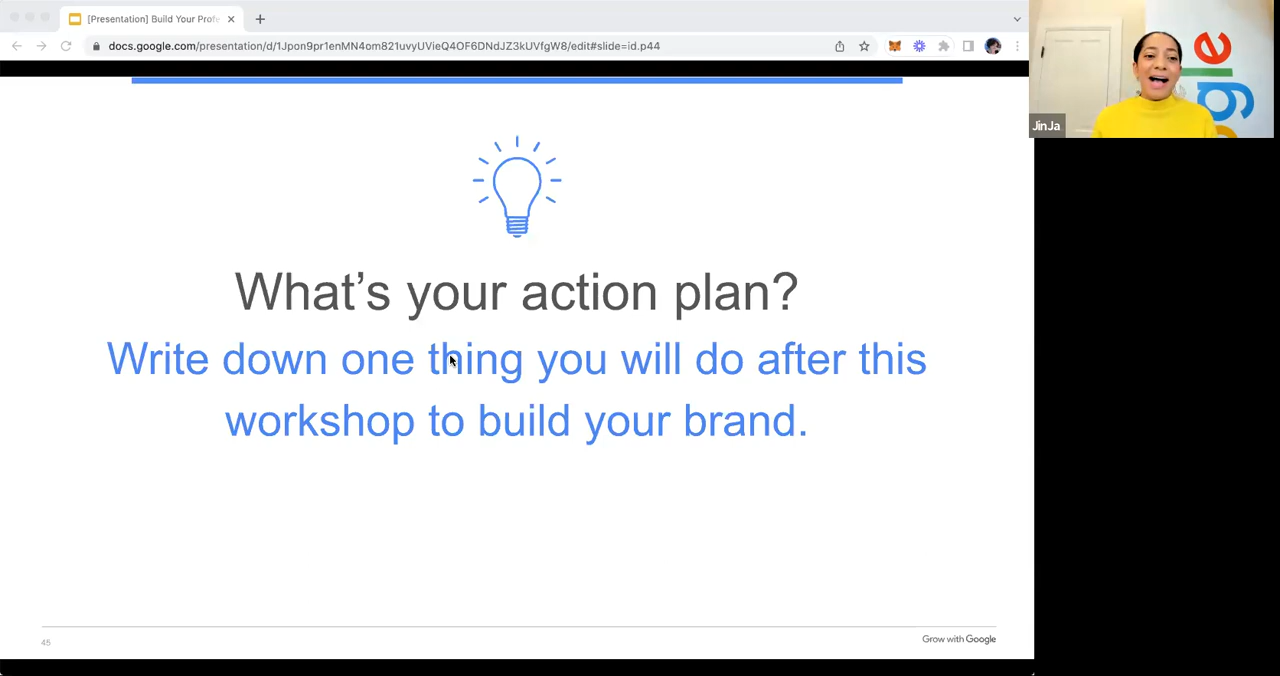 [Presentation] Build Your Profe
docs.google.com/presentation/d/1Jpon9pr1enMN4om821uvyUVieQ4OF6DNdJZ3kUVfgW8/edit#slide=id.p44
JinJa
What's your action plan?
Write down one thing you will do after this
workshop to build your brand.
45
Grow with Google